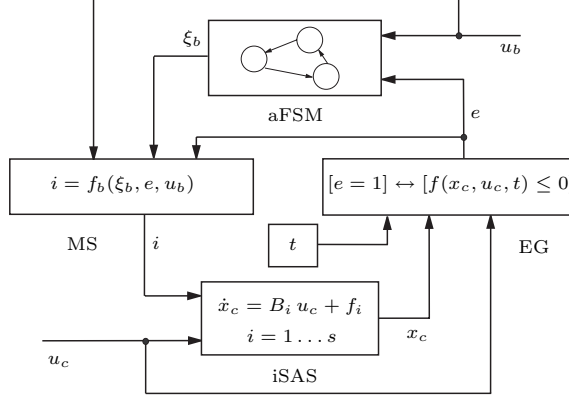 ξ_b
u_b
aFSM
e
i = f_b(ξ_b, e, u_b)
[e = 1] ↔ [f(x_c, u_c, t) ≤ 0
MS
i
t
EG
ẋ_c = B_i u_c + f_i
i = 1 … s
x_c
u_c
iSAS